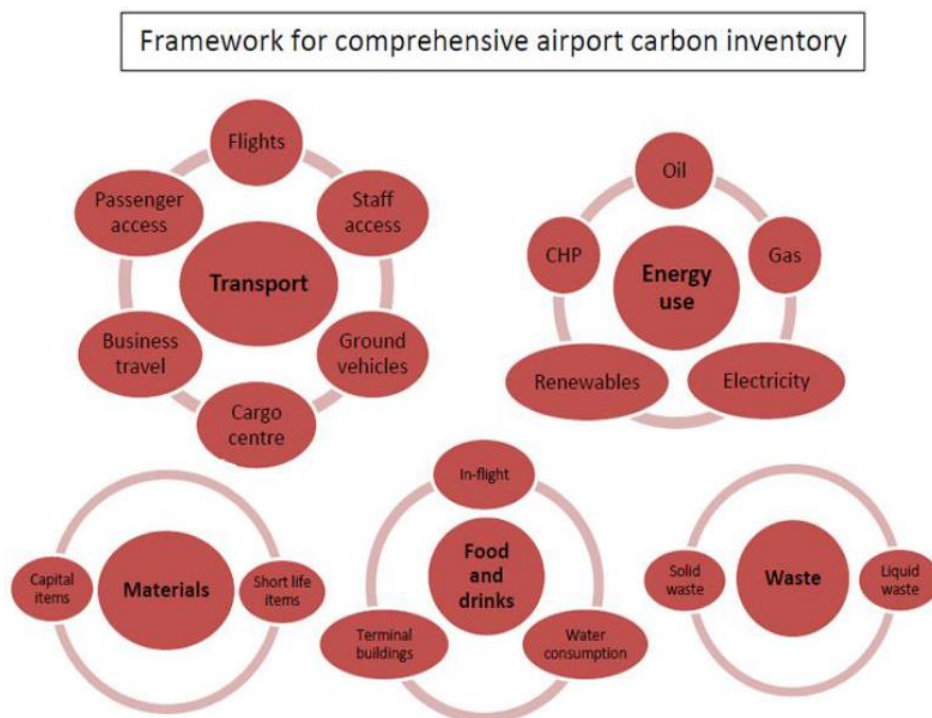 Framework for comprehensive airport carbon inventory
Flights
Passenger
access
Staff
access
Transport
Business
travel
Ground
vehicles
Cargo
centre
Oil
CHP
Gas
Energy
use
Renewables
Electricity
Capital
items
Materials
Short life
items
In-flight
Food
and
drinks
Terminal
buildings
Water
consumption
Solid
waste
Waste
Liquid
waste